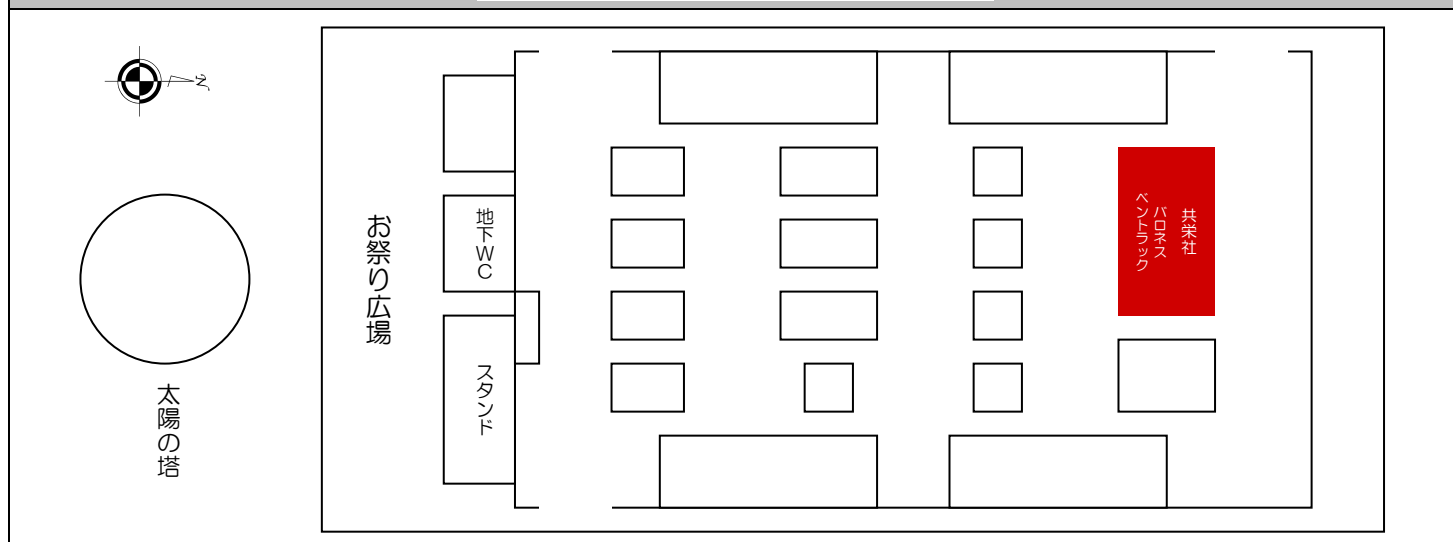 N
太陽の塔
お祭り広場
地下WC
スタンド
共栄社
バロネス
ベントラック